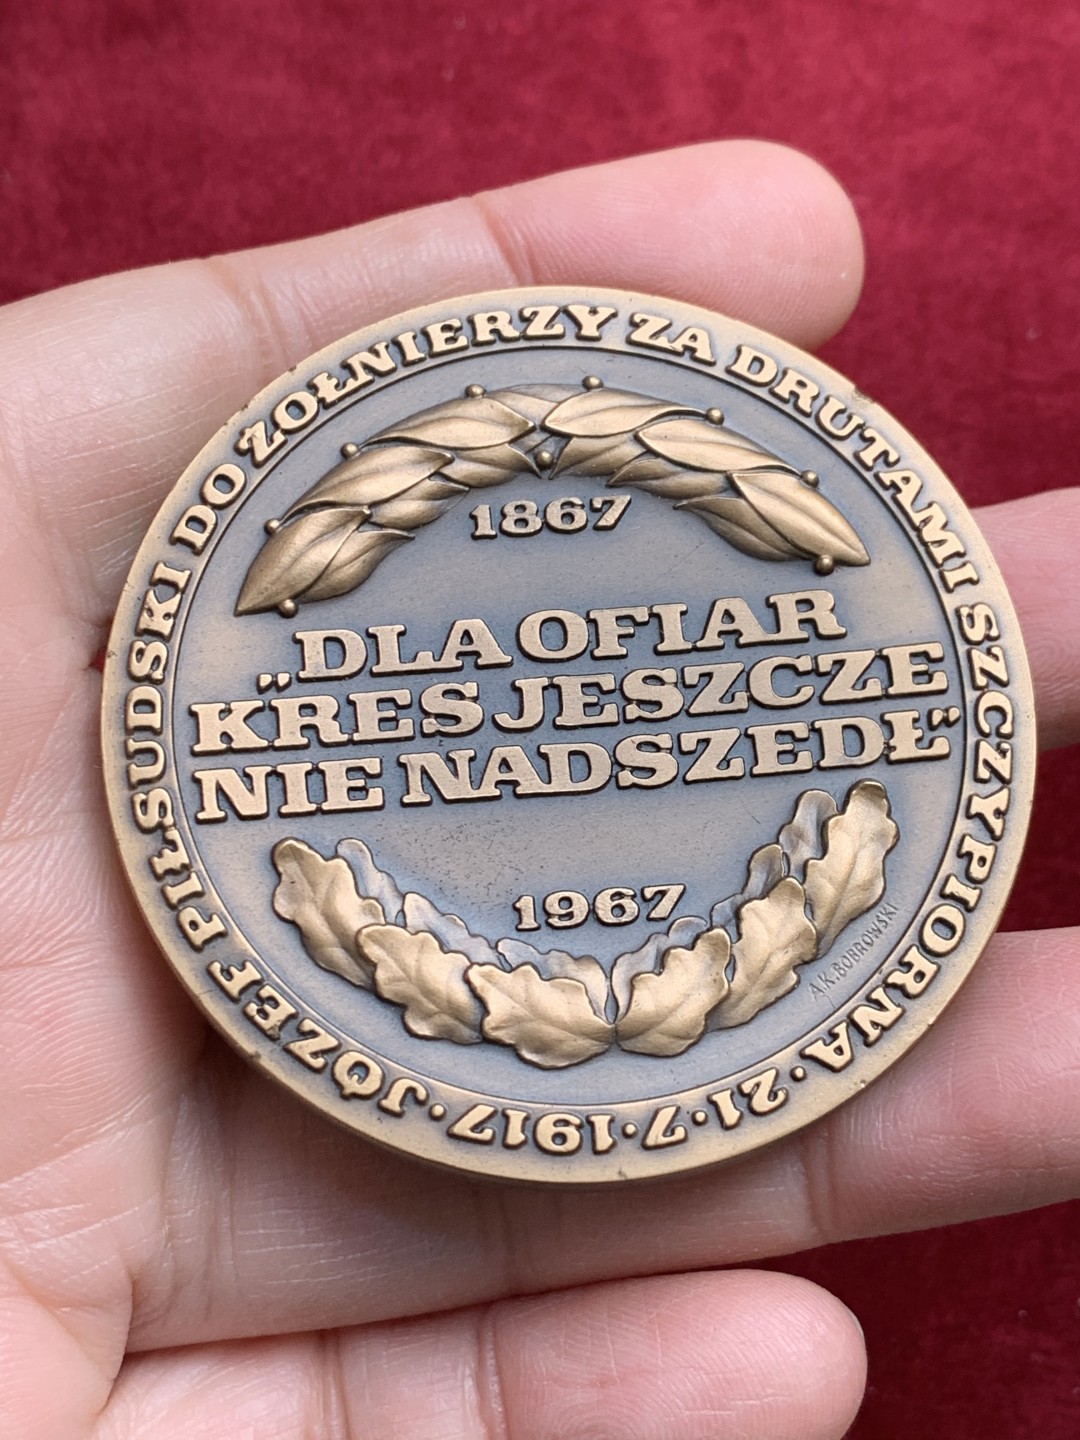 JÓZEF PIŁSUDSKI DO ŻOŁNIERZY ZA DRUTAMI SZCZYPIORNA · 21·7·1917·
1867
„DLA OFIAR
KRES JESZCZE
NIE NADSZEDŁ”
1967
A.K. BOBROWSKI